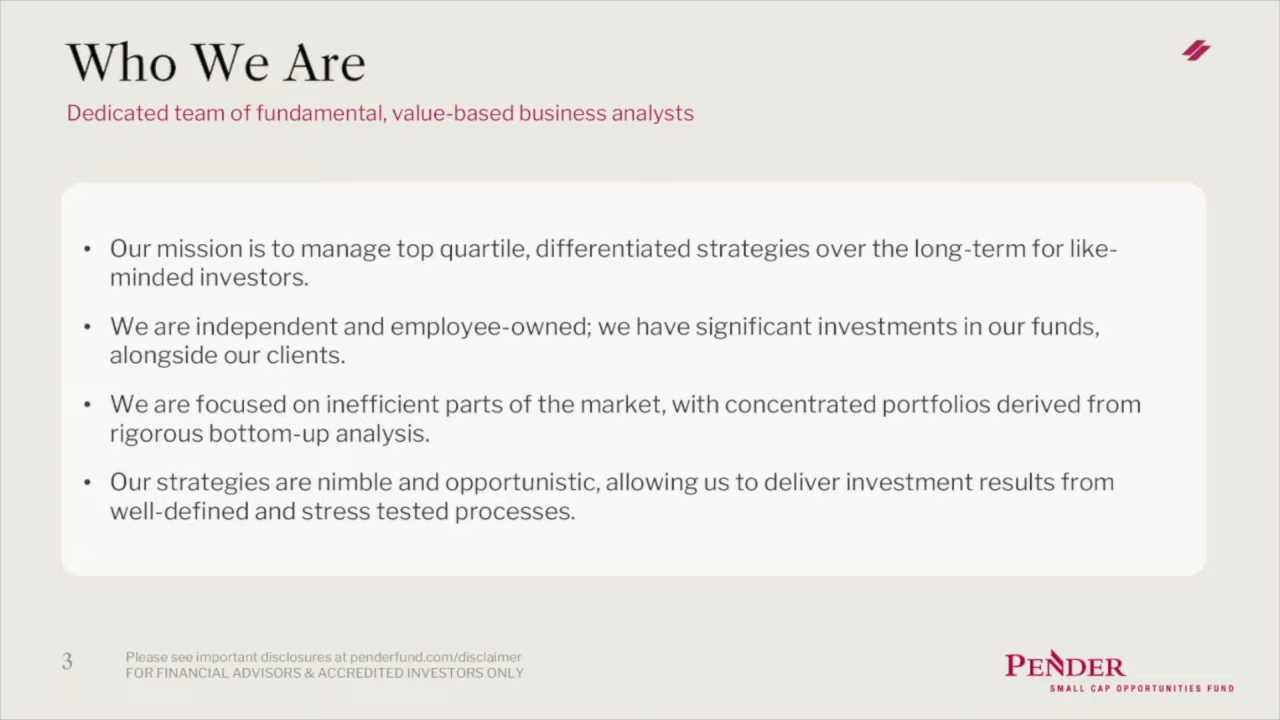 Who We Are
Dedicated team of fundamental, value-based business analysts
• Our mission is to manage top quartile, differentiated strategies over the long-term for like-
minded investors.
• We are independent and employee-owned; we have significant investments in our funds,
alongside our clients.
• We are focused on inefficient parts of the market, with concentrated portfolios derived from
rigorous bottom-up analysis.
• Our strategies are nimble and opportunistic, allowing us to deliver investment results from
well-defined and stress tested processes.
3
Please see important disclosures at penderfund.com/disclaimer
FOR FINANCIAL ADVISORS & ACCREDITED INVESTORS ONLY
PENDER
SMALL CAP OPPORTUNITIES FUND